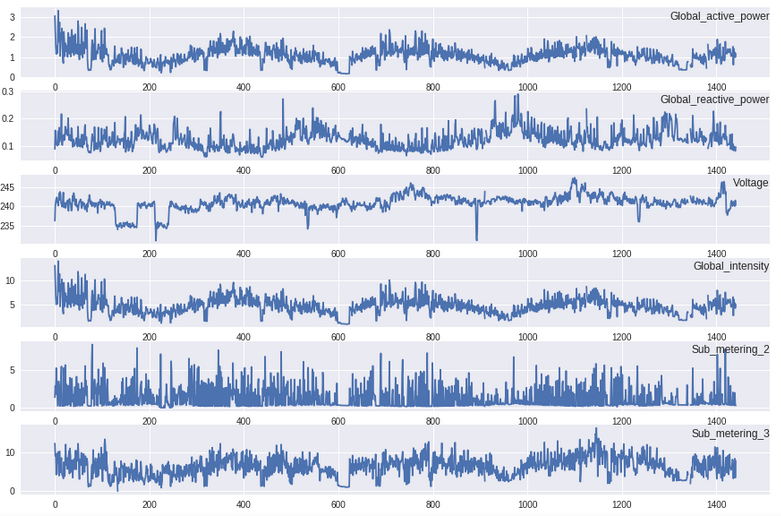 Global_active_power
3
2
1
0
0 200 400 600 800 1000 1200 1400
Global_reactive_power
0.3
0.2
0.1
0 200 400 600 800 1000 1200 1400
Voltage
245
240
235
0 200 400 600 800 1000 1200 1400
Global_intensity
10
5
0 200 400 600 800 1000 1200 1400
Sub_metering_2
5
0
0 200 400 600 800 1000 1200 1400
Sub_metering_3
10
0
0 200 400 600 800 1000 1200 1400